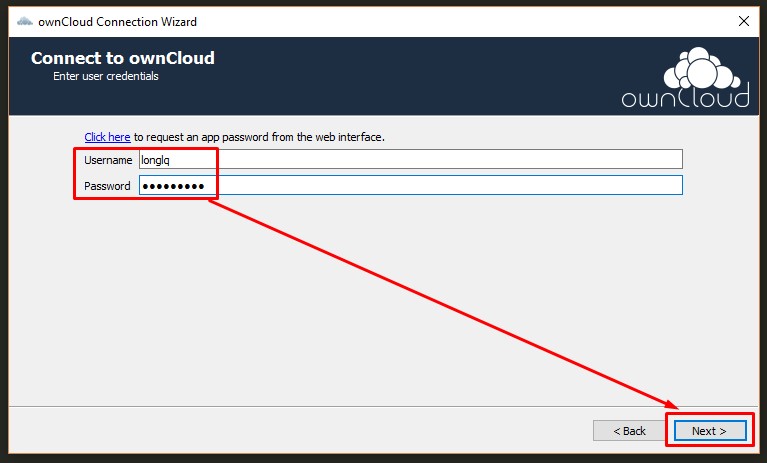 ownCloud Connection Wizard
Connect to ownCloud
Enter user credentials
ownCloud
Click here to request an app password from the web interface.
Username longlq
Password ●●●●●●●●●
< Back Next >